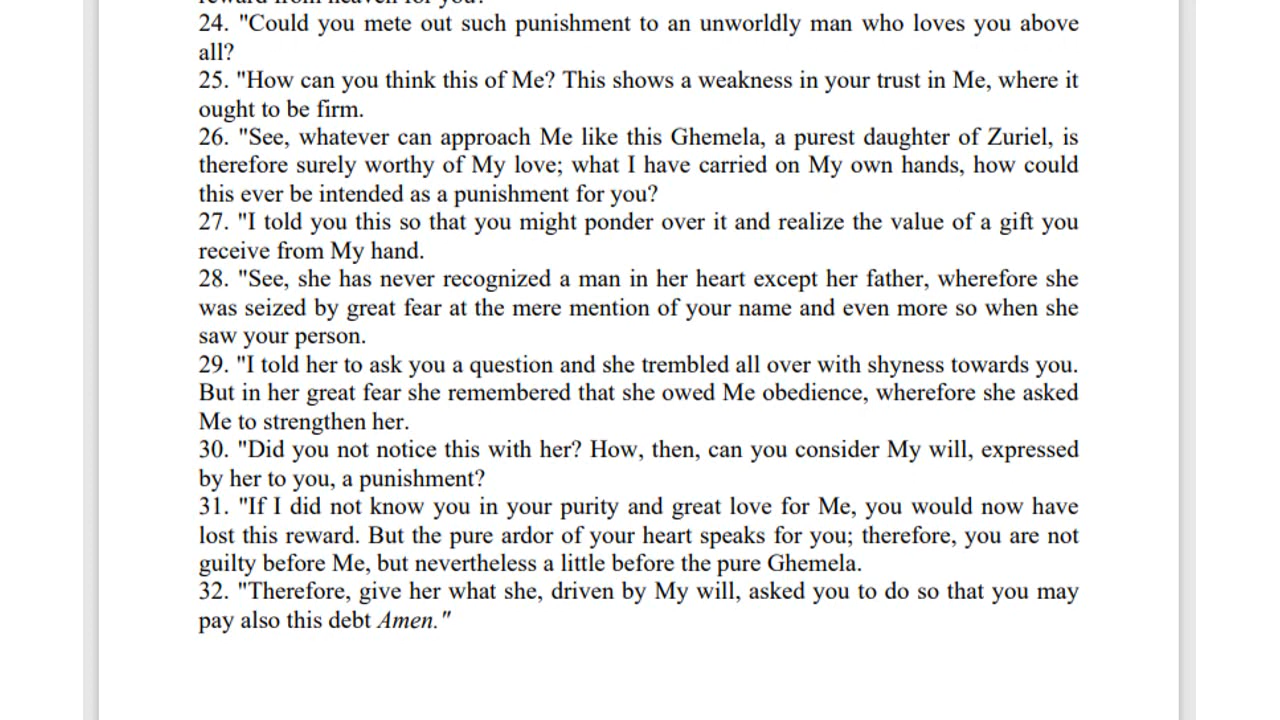 reward from heaven for you?
24. "Could you mete out such punishment to an unworldly man who loves you above
all?
25. "How can you think this of Me? This shows a weakness in your trust in Me, where it
ought to be firm.
26. "See, whatever can approach Me like this Ghemela, a purest daughter of Zuriel, is
therefore surely worthy of My love; what I have carried on My own hands, how could
this ever be intended as a punishment for you?
27. "I told you this so that you might ponder over it and realize the value of a gift you
receive from My hand.
28. "See, she has never recognized a man in her heart except her father, wherefore she
was seized by great fear at the mere mention of your name and even more so when she
saw your person.
29. "I told her to ask you a question and she trembled all over with shyness towards you.
But in her great fear she remembered that she owed Me obedience, wherefore she asked
Me to strengthen her.
30. "Did you not notice this with her? How, then, can you consider My will, expressed
by her to you, a punishment?
31. "If I did not know you in your purity and great love for Me, you would now have
lost this reward. But the pure ardor of your heart speaks for you; therefore, you are not
guilty before Me, but nevertheless a little before the pure Ghemela.
32. "Therefore, give her what she, driven by My will, asked you to do so that you may
pay also this debt Amen."